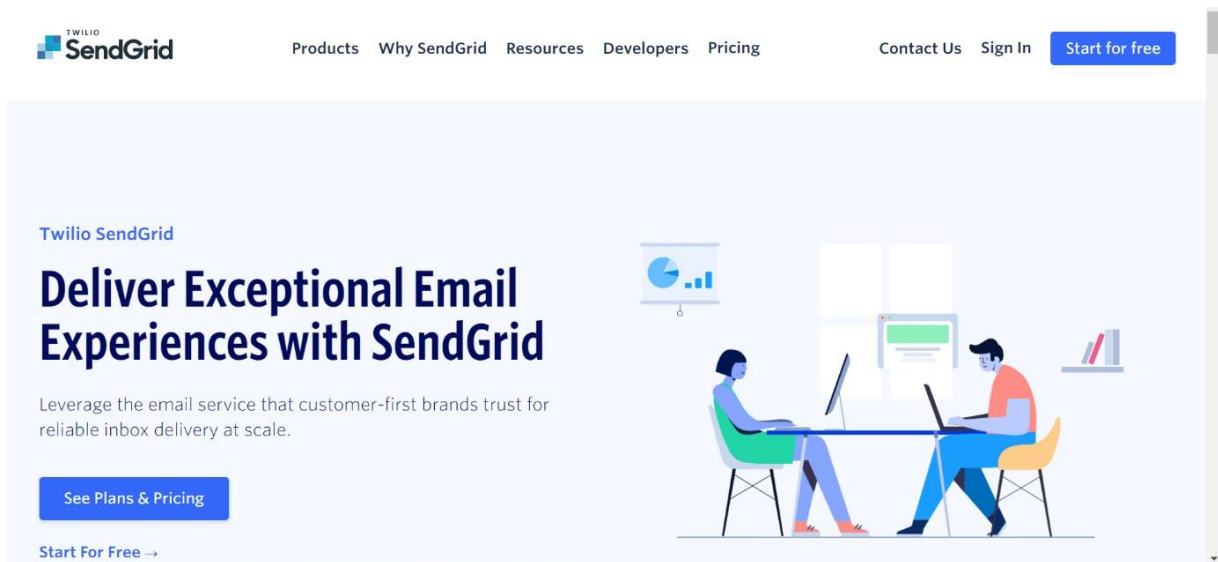 TWILIO
SendGrid
Products Why SendGrid Resources Developers Pricing Contact Us Sign In Start for free
Twilio SendGrid
Deliver Exceptional Email
Experiences with SendGrid
Leverage the email service that customer-first brands trust for
reliable inbox delivery at scale.
See Plans & Pricing
Start For Free →